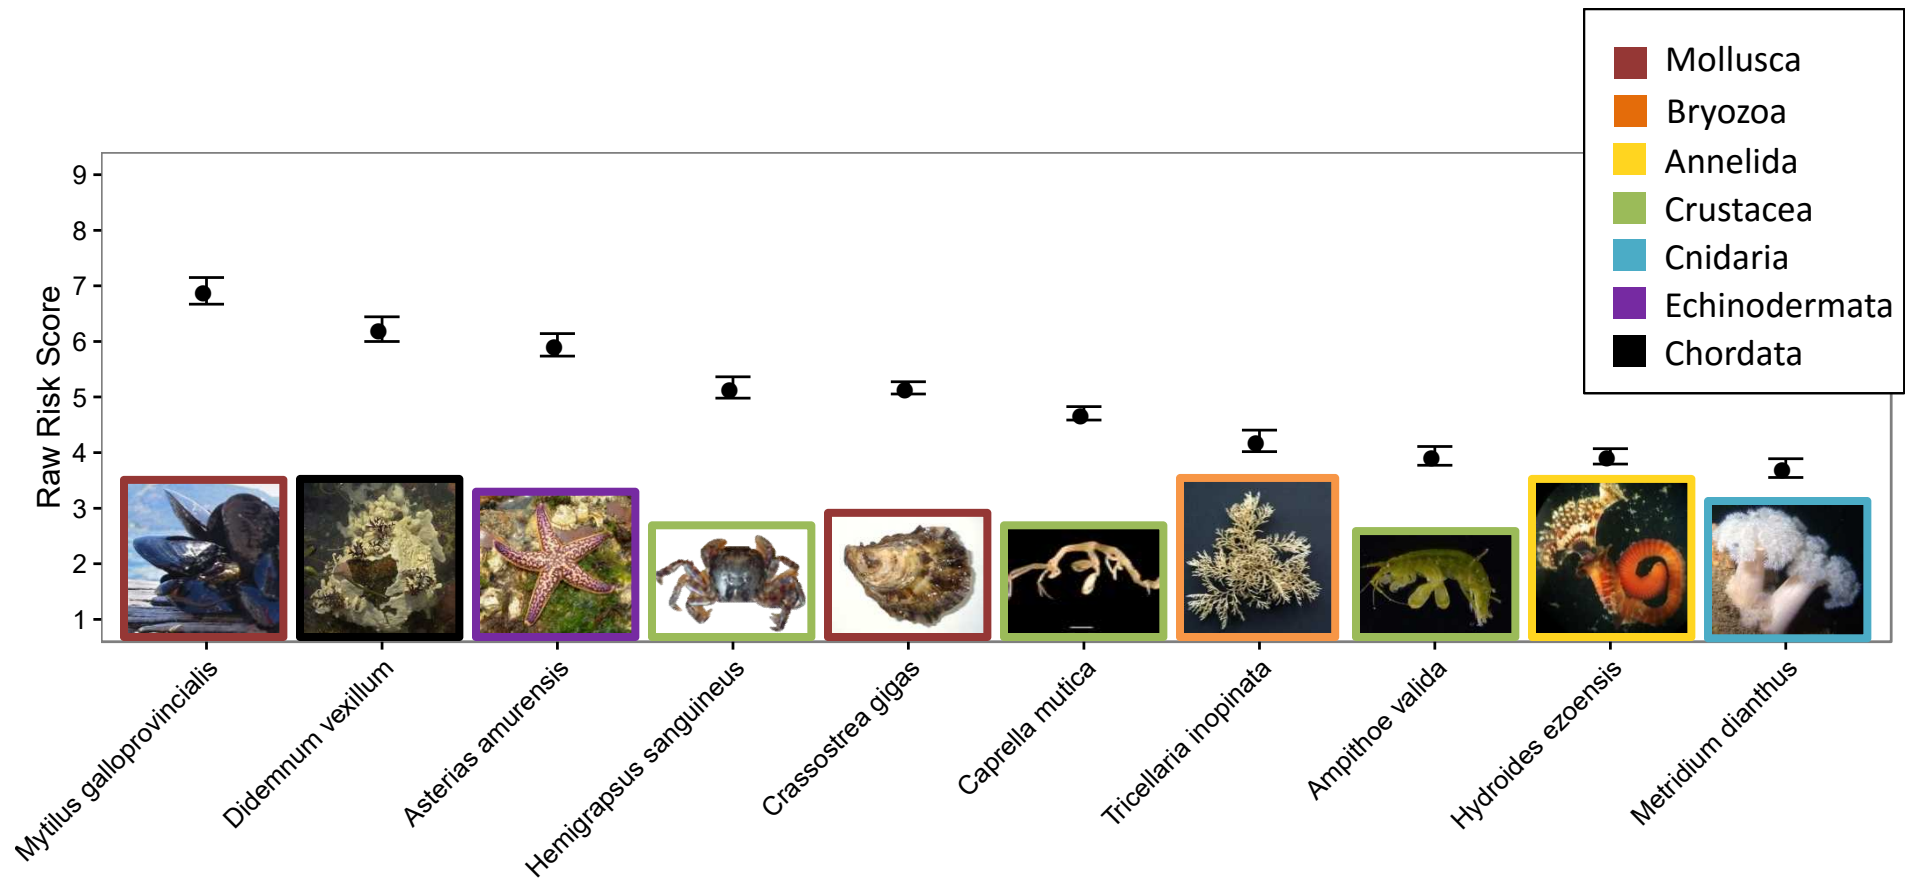 Mollusca
Bryozoa
Annelida
Crustacea
Cnidaria
Echinodermata
Chordata
Raw Risk Score
9
8
7
6
5
4
3
2
1
Mytilus galloprovincialis
Didemnum vexillum
Asterias amurensis
Hemigrapsus sanguineus
Crassostrea gigas
Caprella mutica
Tricellaria inopinata
Ampithoe valida
Hydroides ezoensis
Metridium dianthus